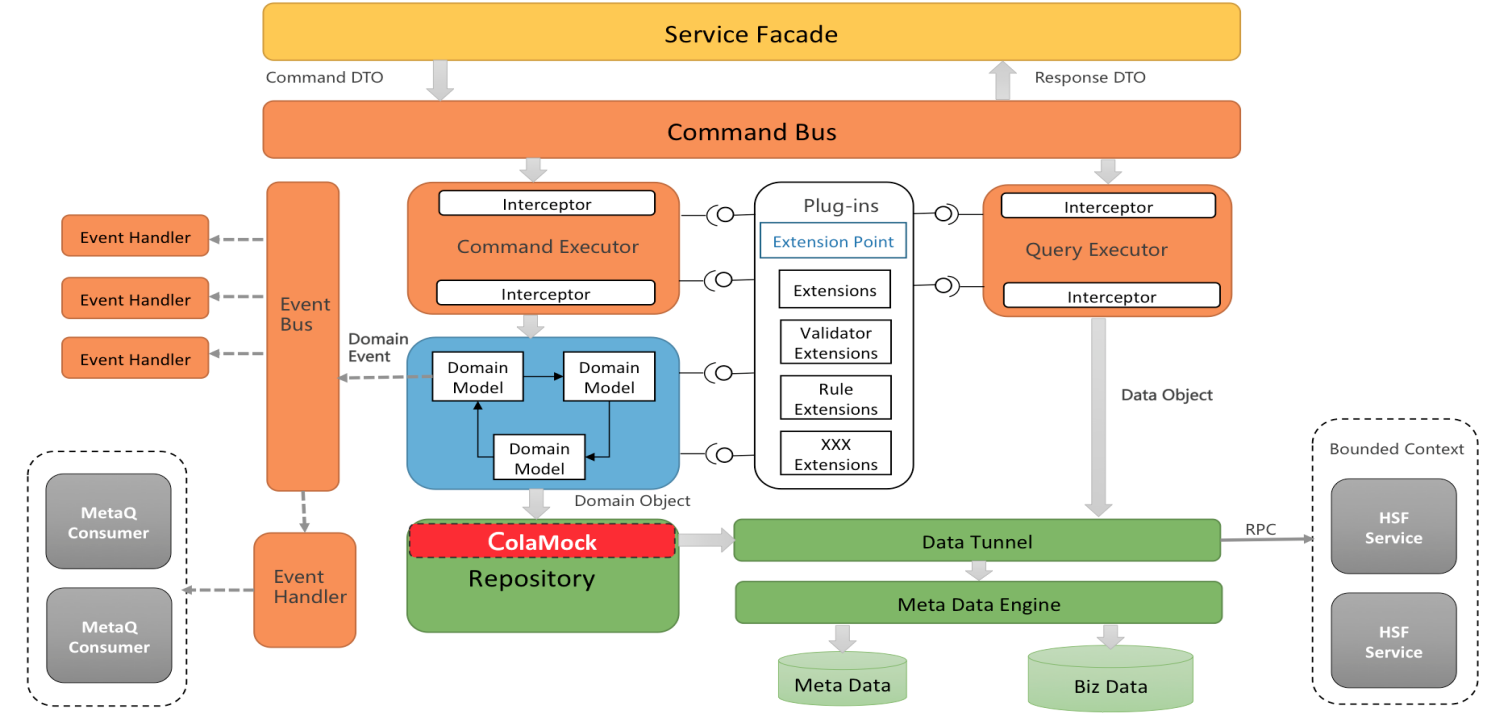 Service Facade
Command DTO
Response DTO
Command Bus
Interceptor
Command Executor
Interceptor
Plug-ins
Extension Point
Extensions
Validator
Extensions
Rule
Extensions
XXX
Extensions
Interceptor
Query Executor
Interceptor
Event Handler
Event Handler
Event Handler
Event
Bus
Domain
Event
Domain
Model
Domain
Model
Domain
Model
Data Object
Domain Object
ColaMock
Repository
Data Tunnel
RPC
Meta Data Engine
Meta Data
Biz Data
Bounded Context
HSF
Service
HSF
Service
MetaQ
Consumer
MetaQ
Consumer
Event
Handler